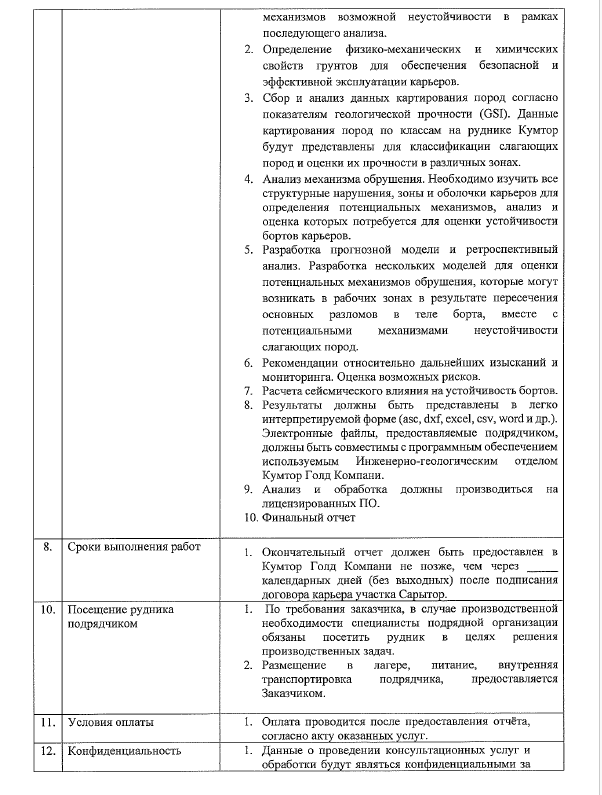 механизмов возможной неустойчивости в рамках
последующего анализа.
2. Определение физико-механических и химических
свойств грунтов для обеспечения безопасной и
эффективной эксплуатации карьеров.
3. Сбор и анализ данных картирования пород согласно
показателям геологической прочности (GSI). Данные
картирования пород по классам на руднике Кумтор
будут представлены для классификации слагающих
пород и оценки их прочности в различных зонах.
4. Анализ механизма обрушения. Необходимо изучить все
структурные нарушения, зоны и оболочки карьеров для
определения потенциальных механизмов, анализ и
оценка которых потребуется для оценки устойчивости
бортов карьеров.
5. Разработка прогнозной модели и ретроспективный
анализ. Разработка нескольких моделей для оценки
потенциальных механизмов обрушения, которые могут
возникать в рабочих зонах в результате пересечения
основных разломов в теле борта, вместе с
потенциальными механизмами неустойчивости
слагающих пород.
6. Рекомендации относительно дальнейших изысканий и
мониторинга. Оценка возможных рисков.
7. Расчета сейсмического влияния на устойчивость бортов.
8. Результаты должны быть представлены в легко
интерпретируемой форме (asc, dxf, excel, csv, word и др.).
Электронные файлы, предоставляемые подрядчиком,
должны быть совместимы с программным обеспечением
используемым Инженерно-геологическим отделом
Кумтор Голд Компани.
9. Анализ и обработка должны производиться на
лицензированных ПО.
10. Финальный отчет
8. Сроки выполнения работ
1. Окончательный отчет должен быть предоставлен в
Кумтор Голд Компани не позже, чем через _____
календарных дней (без выходных) после подписания
договора карьера участка Сарытор.
10. Посещение рудника
подрядчиком
1. По требования заказчика, в случае производственной
необходимости специалисты подрядной организации
обязаны посетить рудник в целях решения
производственных задач.
2. Размещение в лагере, питание, внутренняя
транспортировка подрядчика, предоставляется
Заказчиком.
11. Условия оплаты
1. Оплата проводится после предоставления отчёта,
согласно акту оказанных услуг.
12. Конфиденциальность
1. Данные о проведении консультационных услуг и
обработки будут являться конфиденциальными за